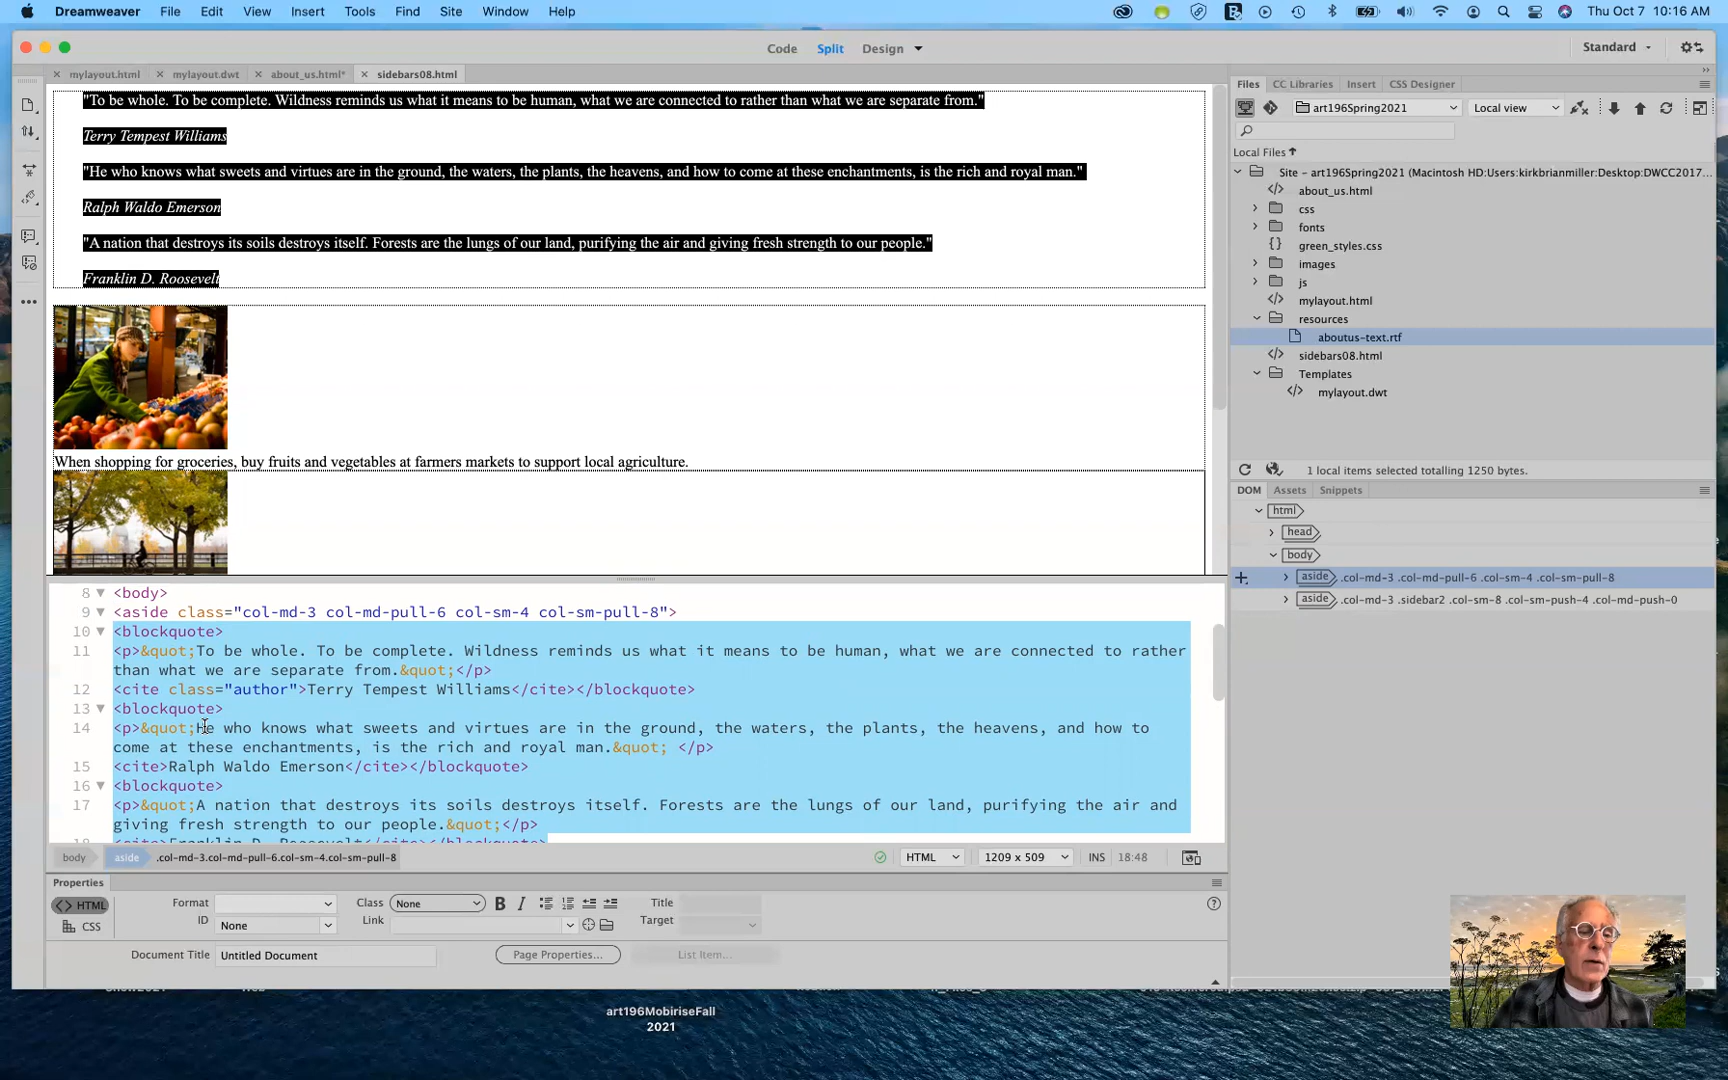 Dreamweaver File Edit View Insert Tools Find Site Window Help Thu Oct 7 10:16 AM
Code Split Design Standard
mylayout.html mylayout.dwt about_us.html* sidebars08.html
"To be whole. To be complete. Wildness reminds us what it means to be human, what we are connected to rather than what we are separate from."
Terry Tempest Williams
"He who knows what sweets and virtues are in the ground, the waters, the plants, the heavens, and how to come at these enchantments, is the rich and royal man."
Ralph Waldo Emerson
"A nation that destroys its soils destroys itself. Forests are the lungs of our land, purifying the air and giving fresh strength to our people."
Franklin D. Roosevelt
When shopping for groceries, buy fruits and vegetables at farmers markets to support local agriculture.
8 <body>
9 <aside class="col-md-3 col-md-pull-6 col-sm-4 col-sm-pull-8">
10 <blockquote>
11 <p>&quot;To be whole. To be complete. Wildness reminds us what it means to be human, what we are connected to rather
than what we are separate from.&quot;</p>
12 <cite class="author">Terry Tempest Williams</cite></blockquote>
13 <blockquote>
14 <p>&quot;He who knows what sweets and virtues are in the ground, the waters, the plants, the heavens, and how to
come at these enchantments, is the rich and royal man.&quot; </p>
15 <cite>Ralph Waldo Emerson</cite></blockquote>
16 <blockquote>
17 <p>&quot;A nation that destroys its soils destroys itself. Forests are the lungs of our land, purifying the air and
giving fresh strength to our people.&quot;</p>
18 <cite>Franklin D. Roosevelt</cite></blockquote>
body aside .col-md-3.col-md-pull-6.col-sm-4.col-sm-pull-8 HTML 1209 x 509 INS 18:48
Properties
<> HTML Format Class None B I Title
CSS ID None Link Target
Document Title Untitled Document Page Properties... List Item...
Files CC Libraries Insert CSS Designer
art196Spring2021 Local view
Local Files
Site - art196Spring2021 (Macintosh HD:Users:kirkbrianmiller:Desktop:DWCC2017...
about_us.html
css
fonts
green_styles.css
images
js
mylayout.html
resources
aboutus-text.rtf
sidebars08.html
Templates
mylayout.dwt
1 local items selected totalling 1250 bytes.
DOM Assets Snippets
html
head
body
aside .col-md-3 .col-md-pull-6 .col-sm-4 .col-sm-pull-8
aside .col-md-3 .sidebar2 .col-sm-8 .col-sm-push-4 .col-md-push-0
art196MobiriseFall
2021